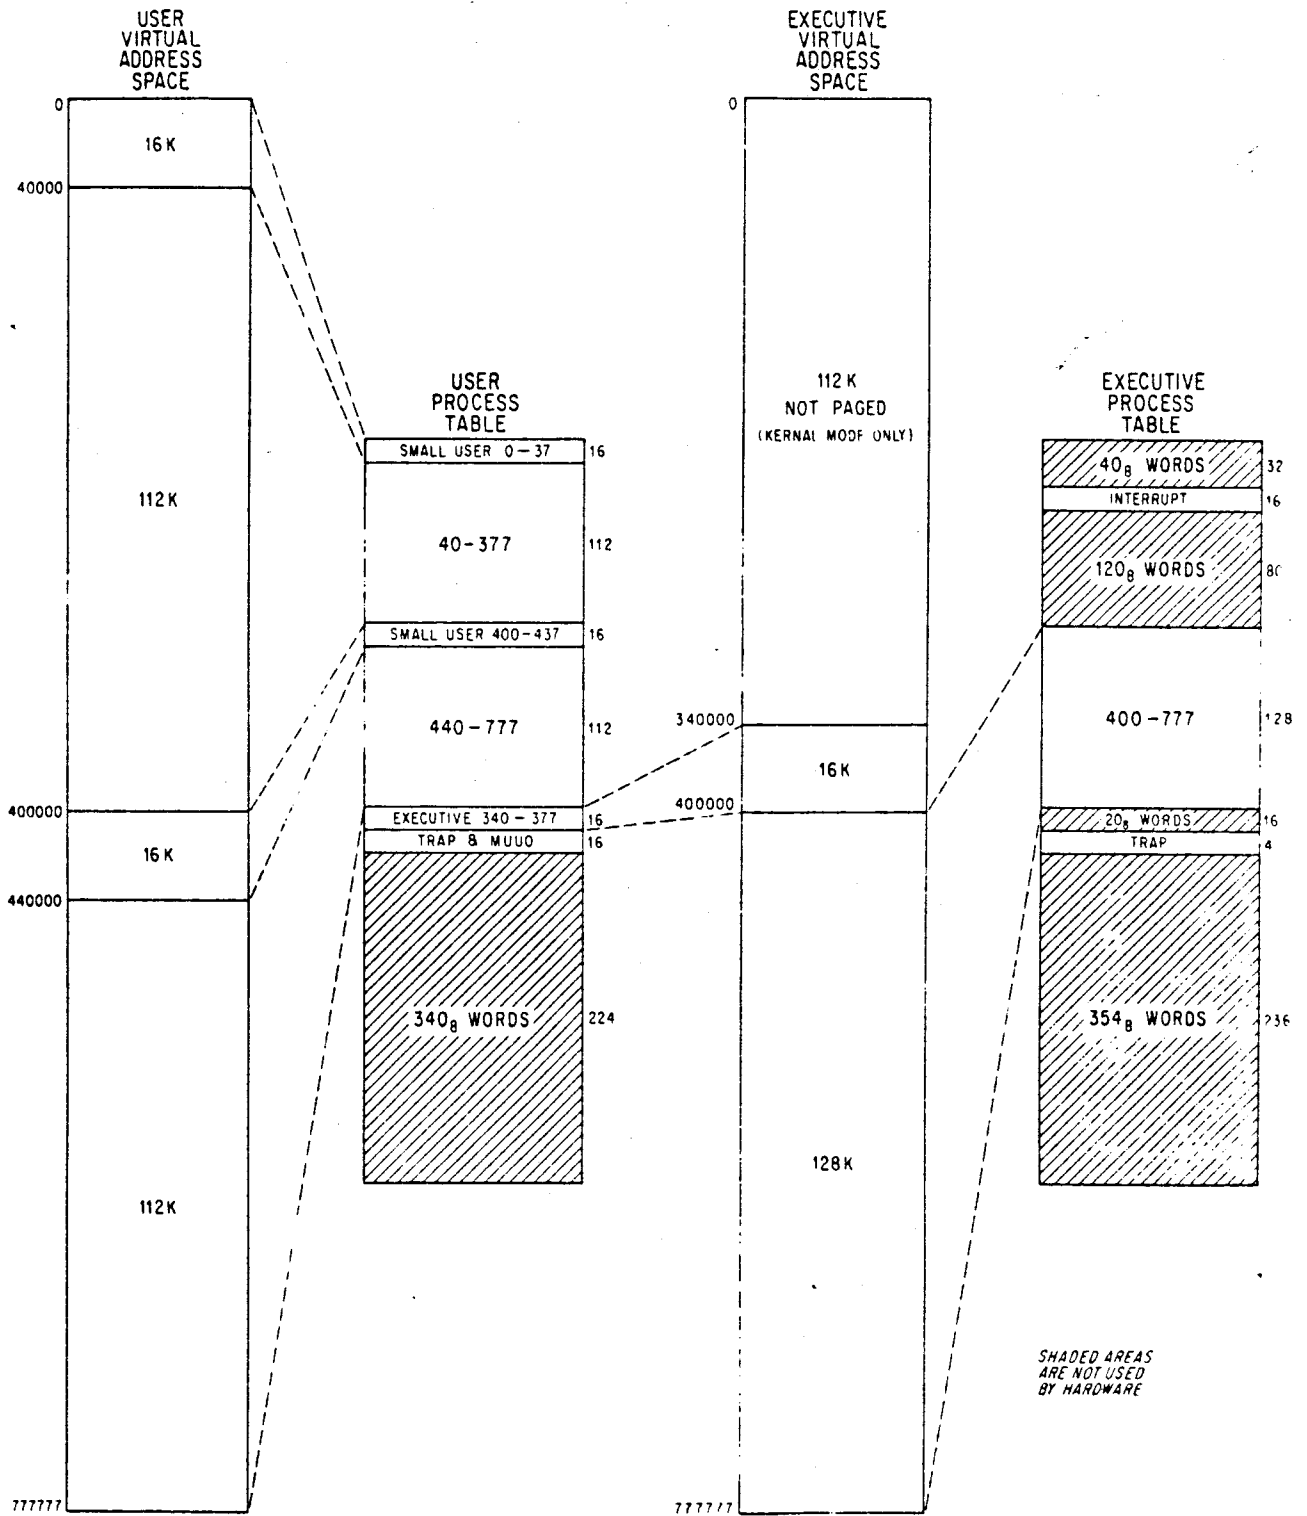 USER
VIRTUAL
ADDRESS
SPACE
0
16K
40000
112K
400000
16K
440000
112K
777777
USER
PROCESS
TABLE
SMALL USER 0-37 16
40-377 112
SMALL USER 400-437 16
440-777 112
EXECUTIVE 340-377 16
TRAP & MUUO 16
340₈ WORDS 224
EXECUTIVE
VIRTUAL
ADDRESS
SPACE
0
112K
NOT PAGED
(KERNAL MODE ONLY)
340000
16K
400000
128K
777777
EXECUTIVE
PROCESS
TABLE
40₈ WORDS 32
INTERRUPT 16
120₈ WORDS 80
400-777 128
20₈ WORDS 16
TRAP 4
354₈ WORDS 236
SHADED AREAS
ARE NOT USED
BY HARDWARE